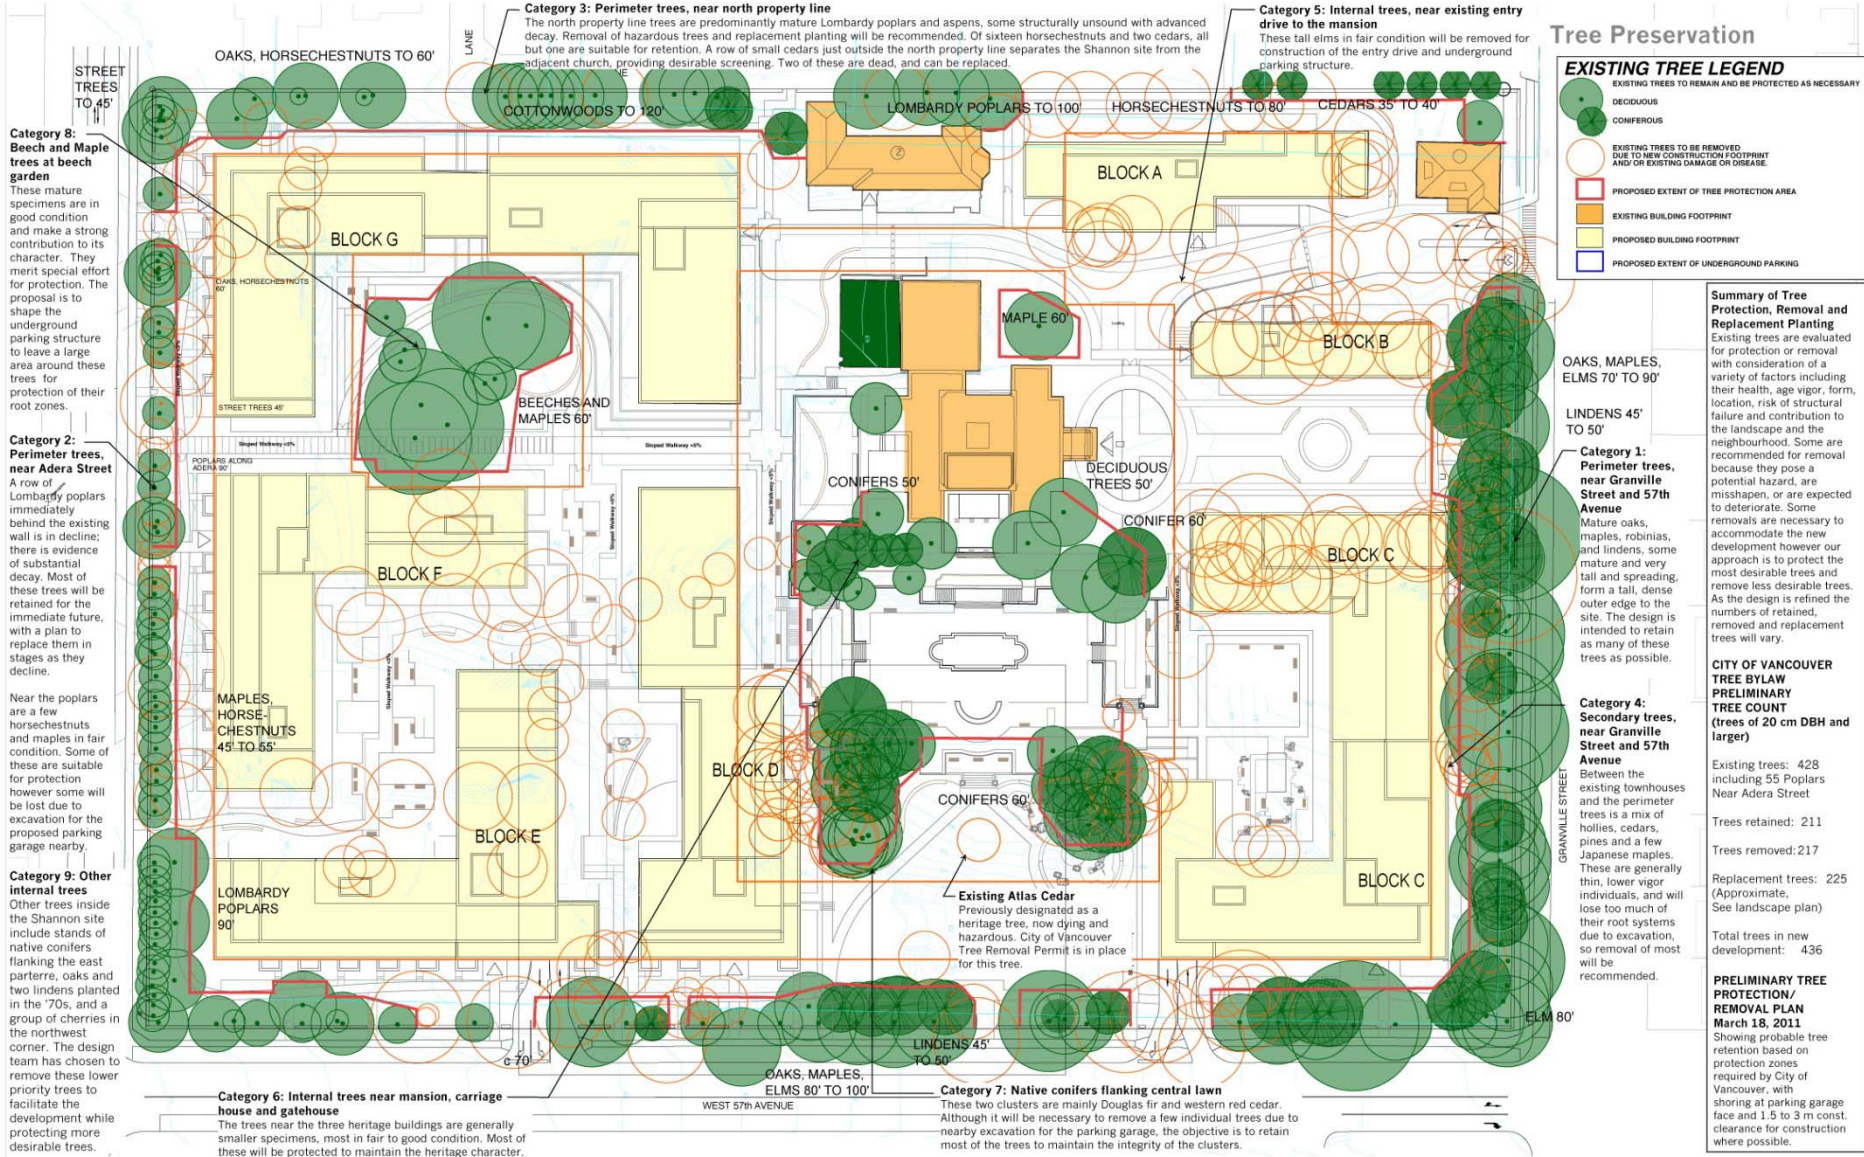 Category 3: Perimeter trees, near north property line
The north property line trees are predominantly mature Lombardy poplars and aspens, some structurally unsound with advanced
decay. Removal of hazardous trees and replacement planting will be recommended. Of sixteen horsechestnuts and two cedars, all
but one are suitable for retention. A row of small cedars just outside the north property line separates the Shannon site from the
adjacent church, providing desirable screening. Two of these are dead, and can be replaced.
Category 5: Internal trees, near existing entry
drive to the mansion
These tall elms in fair condition will be removed for
construction of the entry drive and underground
parking structure.
Tree Preservation
EXISTING TREE LEGEND
EXISTING TREES TO REMAIN AND BE PROTECTED AS NECESSARY
DECIDUOUS
CONIFEROUS
EXISTING TREES TO BE REMOVED
DUE TO NEW CONSTRUCTION FOOTPRINT
AND/OR EXISTING DAMAGE OR DISEASE.
PROPOSED EXTENT OF TREE PROTECTION AREA
EXISTING BUILDING FOOTPRINT
PROPOSED BUILDING FOOTPRINT
PROPOSED EXTENT OF UNDERGROUND PARKING
LANE
OAKS, HORSECHESTNUTS TO 60'
STREET
TREES
TO 45'
COTTONWOODS TO 120'
LOMBARDY POPLARS TO 100'
HORSECHESTNUTS TO 80'
CEDARS 35' TO 40'
Category 8:
Beech and Maple
trees at beech
garden
These mature
specimens are in
good condition
and make a strong
contribution to its
character. They
merit special effort
for protection. The
proposal is to
shape the
underground
parking structure
to leave a large
area around these
trees for
protection of their
root zones.
Category 2:
Perimeter trees,
near Adera Street
A row of
Lombardy poplars
immediately
behind the existing
wall is in decline;
there is evidence
of substantial
decay. Most of
these trees will be
retained for the
immediate future,
with a plan to
replace them in
stages as they
decline.
Near the poplars
are a few
horsechestnuts
and maples in fair
condition. Some of
these are suitable
for protection
however some will
be lost due to
excavation for the
proposed parking
garage nearby.
Category 9: Other
internal trees
Other trees inside
the Shannon site
include stands of
native conifers
flanking the east
parterre, oaks and
two lindens planted
in the '70s, and a
group of cherries in
the northwest
corner. The design
team has chosen to
remove these lower
priority trees to
facilitate the
development while
protecting more
desirable trees.
BLOCK G
OAKS, HORSECHESTNUTS
60'
STREET TREES 45'
Sloped Walkway <5%
Sloped Walkway <5%
Sloped Walkway <5%
POPLARS ALONG
ADERA 90'
BEECHES AND
MAPLES 60'
2
BLOCK A
MAPLE 60'
BLOCK B
CONIFERS 50'
DECIDUOUS
TREES 50'
CONIFER 60'
BLOCK F
Sloped Walkway <5%
Sloped Walkway <5%
Sloped Walkway <5%
Sloped Walkway <5%
BLOCK C
MAPLES,
HORSE-
CHESTNUTS
45' TO 55'
BLOCK D
CONIFERS 60'
BLOCK E
LOMBARDY
POPLARS
90'
BLOCK C
Existing Atlas Cedar
Previously designated as a
heritage tree, now dying and
hazardous. City of Vancouver
Tree Removal Permit is in place
for this tree.
OAKS, MAPLES,
ELMS 70' TO 90'
LINDENS 45'
TO 50'
Category 1:
Perimeter trees,
near Granville
Street and 57th
Avenue
Mature oaks,
maples, robinias,
and lindens, some
mature and very
tall and spreading,
form a tall, dense
outer edge to the
site. The design is
intended to retain
as many of these
trees as possible.
Category 4:
Secondary trees,
near Granville
Street and 57th
Avenue
Between the
existing townhouses
and the perimeter
trees is a mix of
hollies, cedars,
pines and a few
Japanese maples.
These are generally
thin, lower vigor
individuals, and will
lose too much of
their root systems
due to excavation,
so removal of most
will be
recommended.
GRANVILLE STREET
ELM 80'
Summary of Tree
Protection, Removal and
Replacement Planting
Existing trees are evaluated
for protection or removal
with consideration of a
variety of factors including
their health, age vigor, form,
location, risk of structural
failure and contribution to
the landscape and the
neighbourhood. Some are
recommended for removal
because they pose a
potential hazard, are
misshapen, or are expected
to deteriorate. Some
removals are necessary to
accommodate the new
development however our
approach is to protect the
most desirable trees and
remove less desirable trees.
As the design is refined the
numbers of retained,
removed and replacement
trees will vary.
CITY OF VANCOUVER
TREE BYLAW
PRELIMINARY
TREE COUNT
(trees of 20 cm DBH and
larger)
Existing trees: 428
including 55 Poplars
Near Adera Street
Trees retained: 211
Trees removed:217
Replacement trees: 225
(Approximate,
See landscape plan)
Total trees in new
development: 436
PRELIMINARY TREE
PROTECTION/
REMOVAL PLAN
March 18, 2011
Showing probable tree
retention based on
protection zones
required by City of
Vancouver, with
shoring at parking garage
face and 1.5 to 3 m const.
clearance for construction
where possible.
c 70'
LINDENS 45'
TO 50'
OAKS, MAPLES,
ELMS 80' TO 100'
WEST 57th AVENUE
Category 6: Internal trees near mansion, carriage
house and gatehouse
The trees near the three heritage buildings are generally
smaller specimens, most in fair to good condition. Most of
these will be protected to maintain the heritage character.
Category 7: Native conifers flanking central lawn
These two clusters are mainly Douglas fir and western red cedar.
Although it will be necessary to remove a few individual trees due to
nearby excavation for the parking garage, the objective is to retain
most of the trees to maintain the integrity of the clusters.